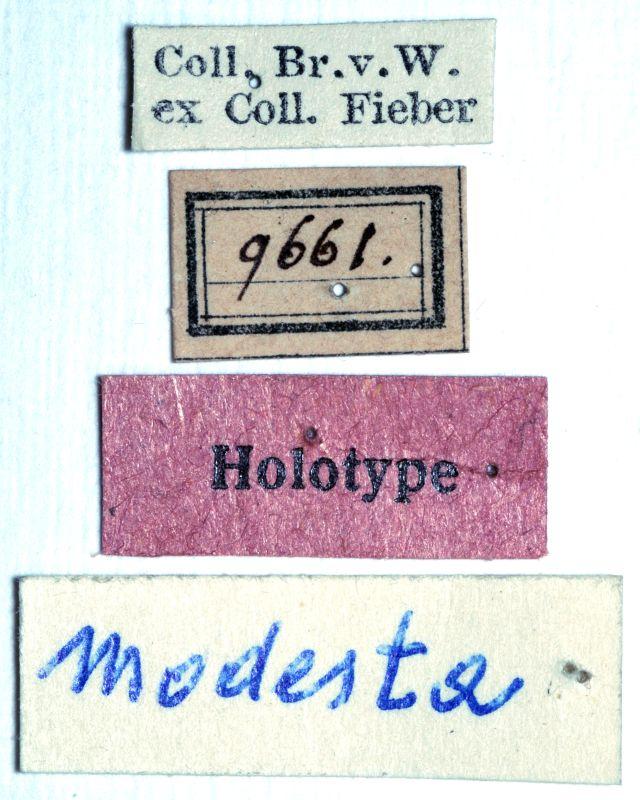 Coll. Br.v.W.
ex Coll. Fieber
9661.
Holotype
modesta